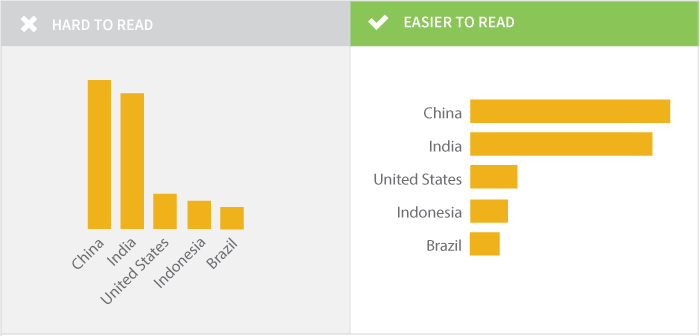 HARD TO READ
China
India
United States
Indonesia
Brazil
EASIER TO READ
China
India
United States
Indonesia
Brazil